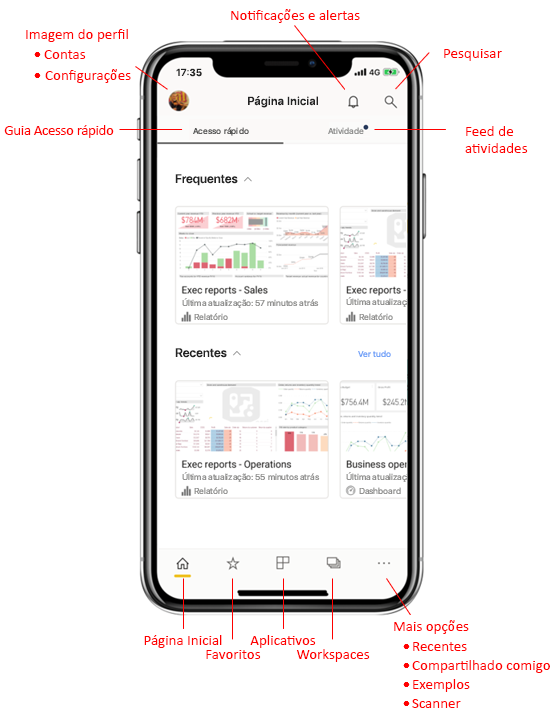 Notificações e alertas
Imagem do perfil
• Contas
• Configurações
Pesquisar
17:35
4G
Página Inicial
Guia Acesso rápido
Acesso rápido
Atividade
Feed de
atividades
Frequentes
$784M
$682M
Exec reports - Sales
Última atualização: 57 minutos atrás
Relatório
Exec reports -
Última atualizaç
Relatório
Recentes
Ver tudo
$756.4M
$245.2
Exec reports - Operations
Última atualização: 55 minutos atrás
Relatório
Business oper
Última atualizaç
Dashboard
Página Inicial
Favoritos
Aplicativos
Workspaces
Mais opções
• Recentes
• Compartilhado comigo
• Exemplos
• Scanner